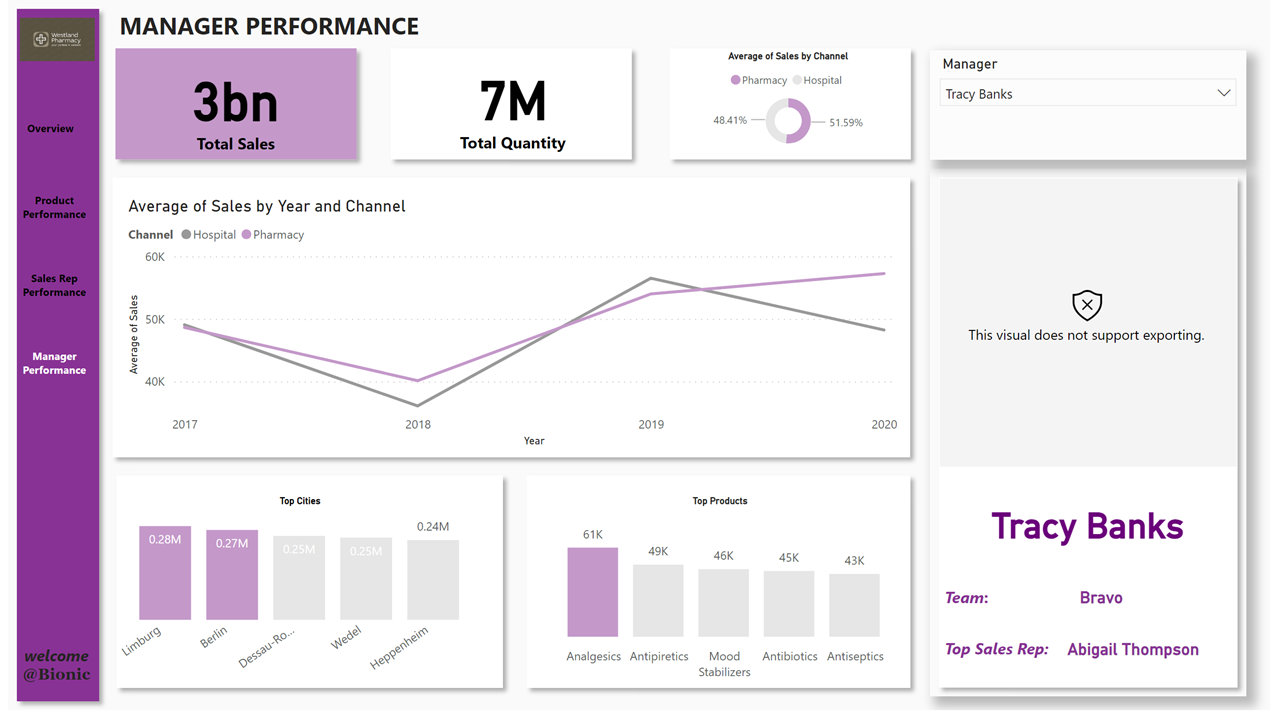 MANAGER PERFORMANCE
Westland
Pharmacy
Overview
Product
Performance
Sales Rep
Performance
Manager
Performance
welcome
@Bionic
3bn
Total Sales
7M
Total Quantity
Average of Sales by Channel
Pharmacy Hospital
48.41%
51.59%
Manager
Tracy Banks
Average of Sales by Year and Channel
Channel Hospital Pharmacy
60K
50K
40K
Average of Sales
2017 2018 2019 2020
Year
This visual does not support exporting.
Top Cities
0.28M 0.27M 0.25M 0.25M 0.24M
Limburg Berlin Dessau-Ro... Wedel Heppenheim
Top Products
61K 49K 46K 45K 43K
Analgesics Antipiretics Mood Antibiotics Antiseptics
Stabilizers
Tracy Banks
Team: Bravo
Top Sales Rep: Abigail Thompson